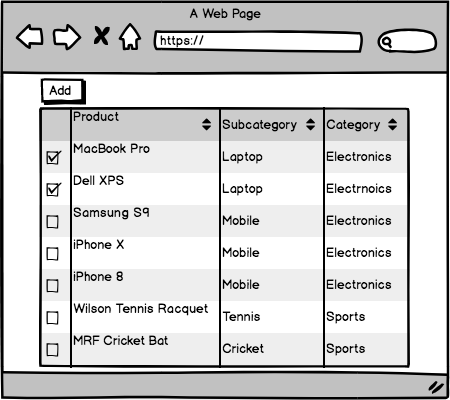 A Web Page
https://
Add
Product Subcategory Category
MacBook Pro Laptop Electronics
Dell XPS Laptop Electrnoics
Samsung S9 Mobile Electronics
iPhone X Mobile Electronics
iPhone 8 Mobile Electronics
Wilson Tennis Racquet Tennis Sports
MRF Cricket Bat Cricket Sports